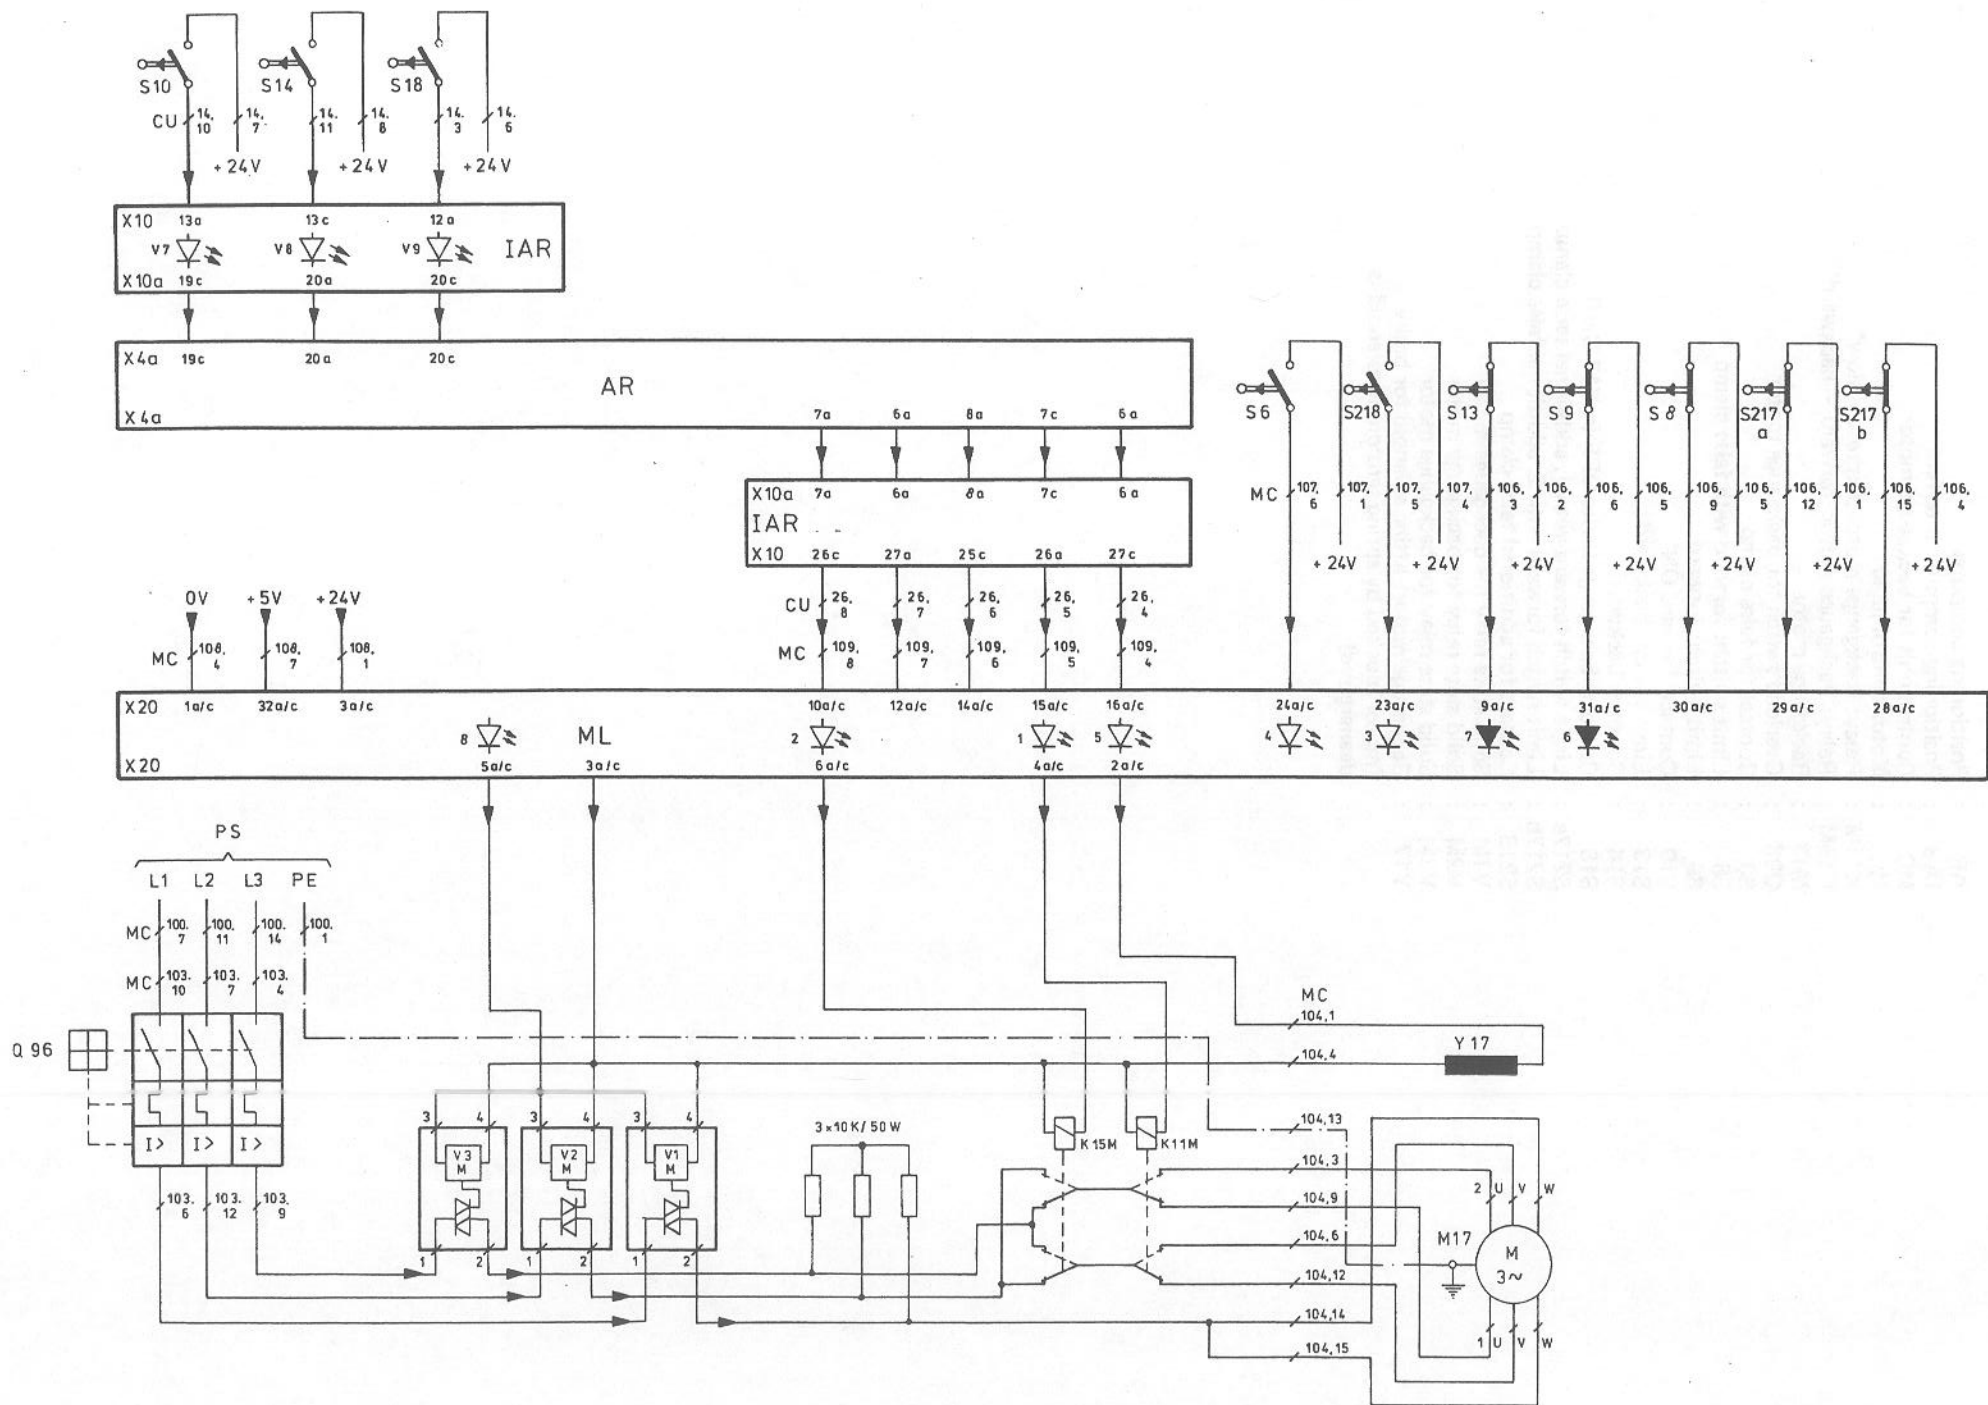 S10 S14 S18
CU 14. 10 14. 7 14. 11 14. 8 14. 3 14. 6
+24V +24V +24V
X10 13a 13c 12a
V7 V8 V9 IAR
X10a 19c 20a 20c
X4a 19c 20a 20c
AR
X4a 7a 6a 8a 7c 6a
S6 S218 S13 S9 S8 S217 a S217 b
X10a 7a 6a 8a 7c 6a
IAR
X10 26c 27a 25c 26a 27c
MC 107. 6 107. 1 107. 5 107. 4 106. 3 106. 2 106. 6 106. 5 106. 9 106. 5 106. 12 106. 1 106. 15 106. 4
+24V +24V +24V +24V +24V +24V +24V
0V +5V +24V
CU 26. 8 26. 7 26. 6 26. 5 26. 4
MC 108. 4 108. 7 108. 1
MC 109. 8 109. 7 109. 6 109. 5 109. 4
X20 1a/c 32a/c 3a/c 10a/c 12a/c 14a/c 15a/c 16a/c 24a/c 23a/c 9a/c 31a/c 30a/c 29a/c 28a/c
8 ML 2 1 5 4 3 7 6
X20 5a/c 3a/c 6a/c 4a/c 2a/c
PS
L1 L2 L3 PE
MC 100. 7 100. 11 100. 14 100. 1
MC 103. 10 103. 7 103. 4
MC
104,1
Q 96
Y 17
104,4
I> I> I>
3 4 3 4 3 4
3x10K/50W
104,13
V3 M V2 M V1 M
K15M K11M
104,3
2 U V W
103. 6 103. 12 103. 9
104,9
104,6
M17
M 3~
1 2 1 2 1 2
104,12
104,14
104,15
1 U V W